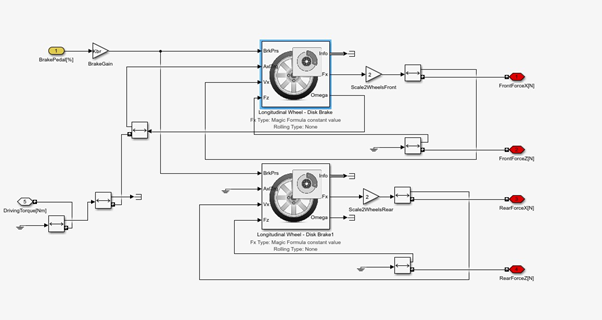 1
BrakePedal[%]
BrakeGain
BrkPrs
Info
Fx
Vx
Fz
Omega
Longitudinal Wheel - Disk Brake
Fx Type: Magic Formula constant value
Rolling Type: None
2
Scale2WheelsFront
FrontForceX[N]
FrontForceZ[N]
5
DrivingTorque[Nm]
BrkPrs
Info
Fx
Vx
Fz
Omega
Longitudinal Wheel - Disk Brake1
Fx Type: Magic Formula constant value
Rolling Type: None
2
Scale2WheelsRear
RearForceX[N]
RearForceZ[N]